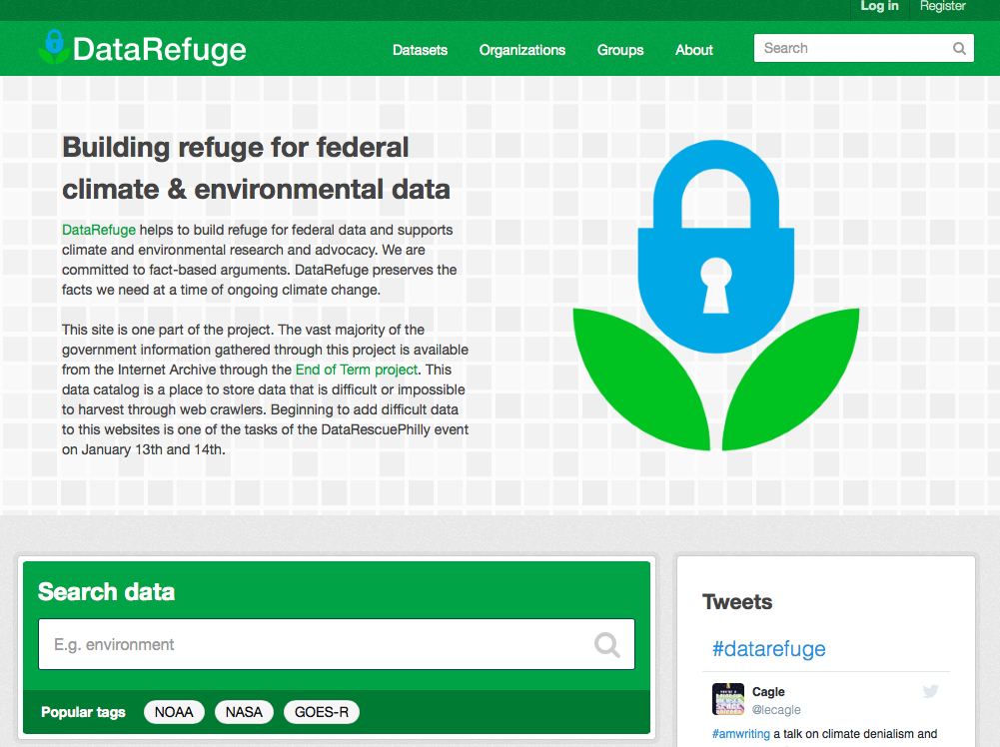 Log in Register
DataRefuge Datasets Organizations Groups About Search
Building refuge for federal
climate & environmental data
DataRefuge helps to build refuge for federal data and supports
climate and environmental research and advocacy. We are
committed to fact-based arguments. DataRefuge preserves the
facts we need at a time of ongoing climate change.
This site is one part of the project. The vast majority of the
government information gathered through this project is available
from the Internet Archive through the End of Term project. This
data catalog is a place to store data that is difficult or impossible
to harvest through web crawlers. Beginning to add difficult data
to this websites is one of the tasks of the DataRescuePhilly event
on January 13th and 14th.
Search data
E.g. environment
Popular tags NOAA NASA GOES-R
Tweets
#datarefuge
Cagle
@lecagle
#amwriting a talk on climate denialism and